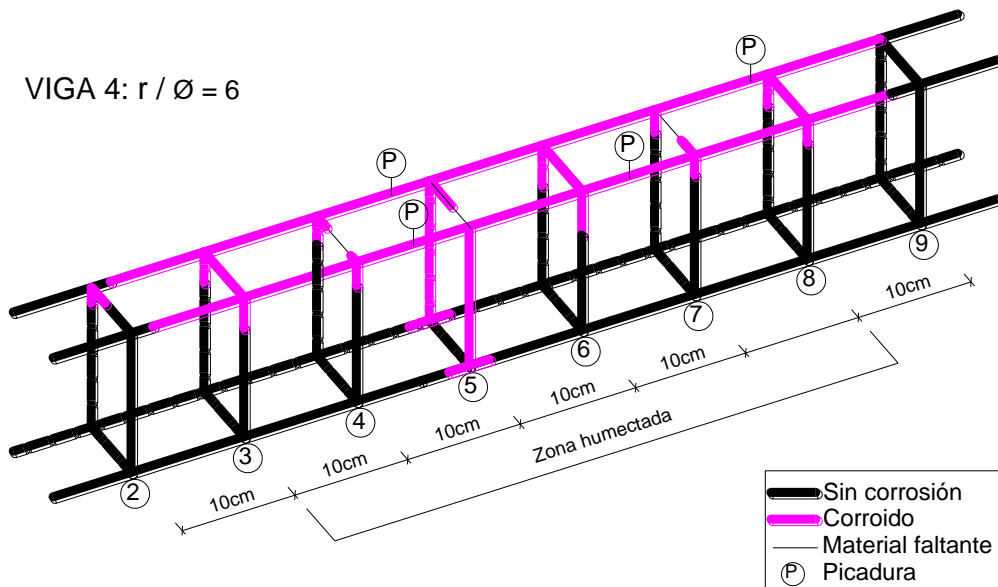 VIGA 4: r / Ø = 6
P
P
P
P
P
9
8
7
6
5
4
3
2
10cm
10cm
10cm
10cm
10cm
10cm
10cm
Zona humectada
Sin corrosión
Corroido
Material faltante
P Picadura